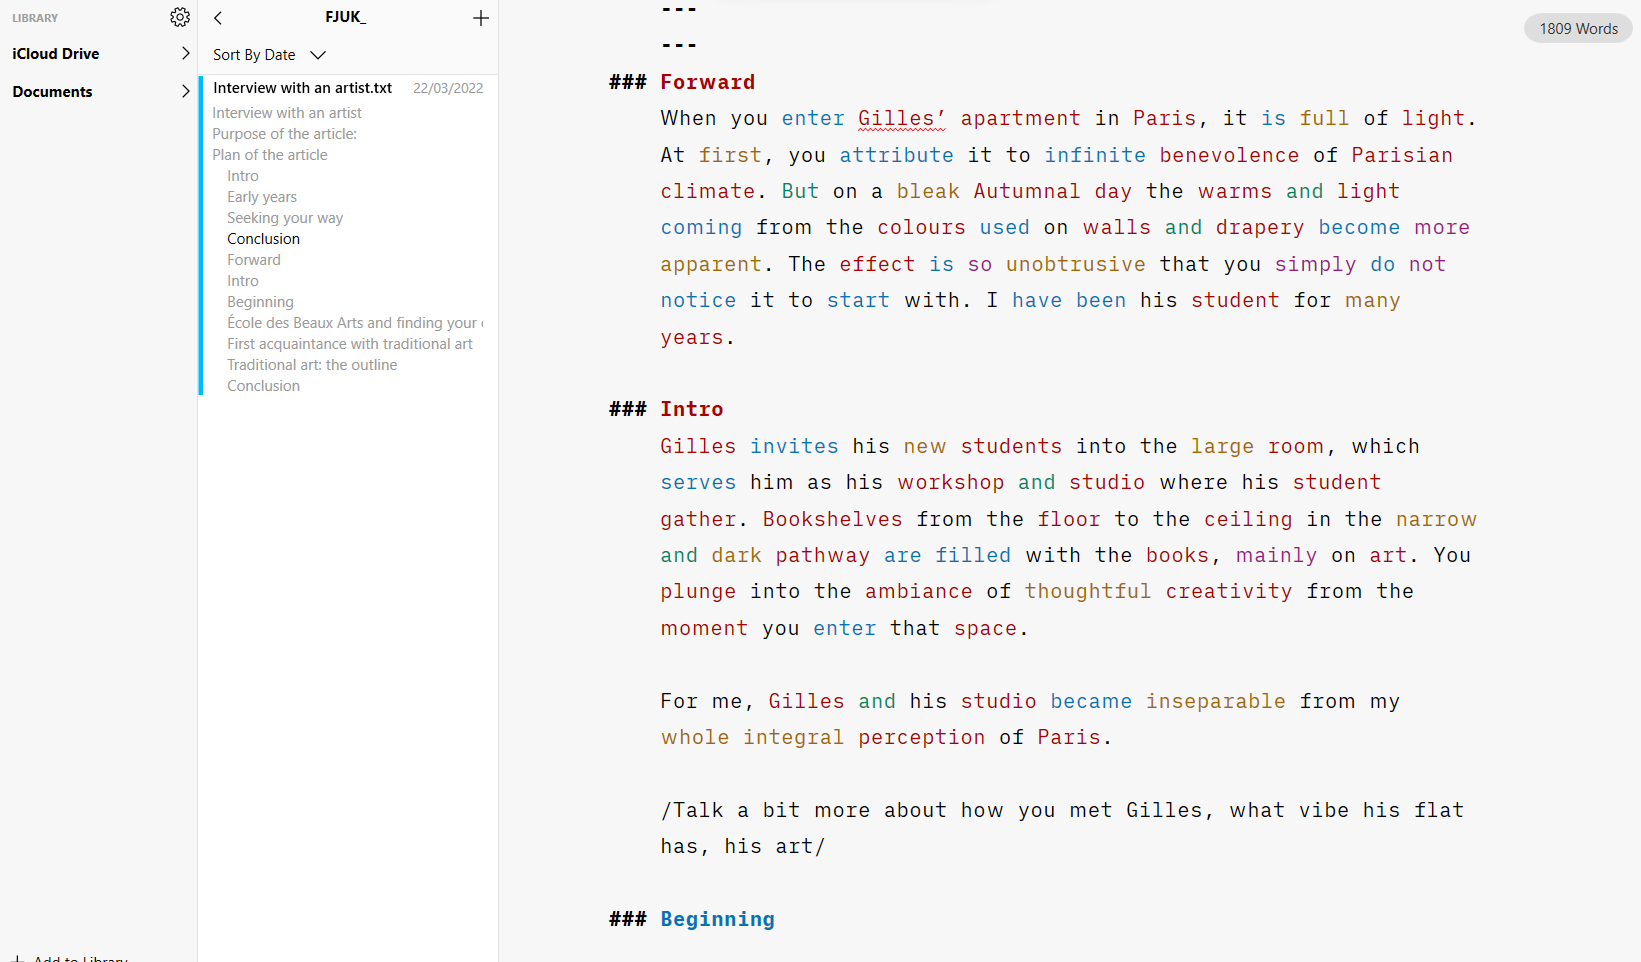 LIBRARY
iCloud Drive
Documents
Add to Library
FJUK_
Sort By Date
Interview with an artist.txt 22/03/2022
Interview with an artist
Purpose of the article:
Plan of the article
Intro
Early years
Seeking your way
Conclusion
Forward
Intro
Beginning
École des Beaux Arts and finding your
First acquaintance with traditional art
Traditional art: the outline
Conclusion
1809 Words
---
---
### Forward
When you enter Gilles’ apartment in Paris, it is full of light.
At first, you attribute it to infinite benevolence of Parisian
climate. But on a bleak Autumnal day the warms and light
coming from the colours used on walls and drapery become more
apparent. The effect is so unobtrusive that you simply do not
notice it to start with. I have been his student for many
years.
### Intro
Gilles invites his new students into the large room, which
serves him as his workshop and studio where his student
gather. Bookshelves from the floor to the ceiling in the narrow
and dark pathway are filled with the books, mainly on art. You
plunge into the ambiance of thoughtful creativity from the
moment you enter that space.
For me, Gilles and his studio became inseparable from my
whole integral perception of Paris.
/Talk a bit more about how you met Gilles, what vibe his flat
has, his art/
### Beginning